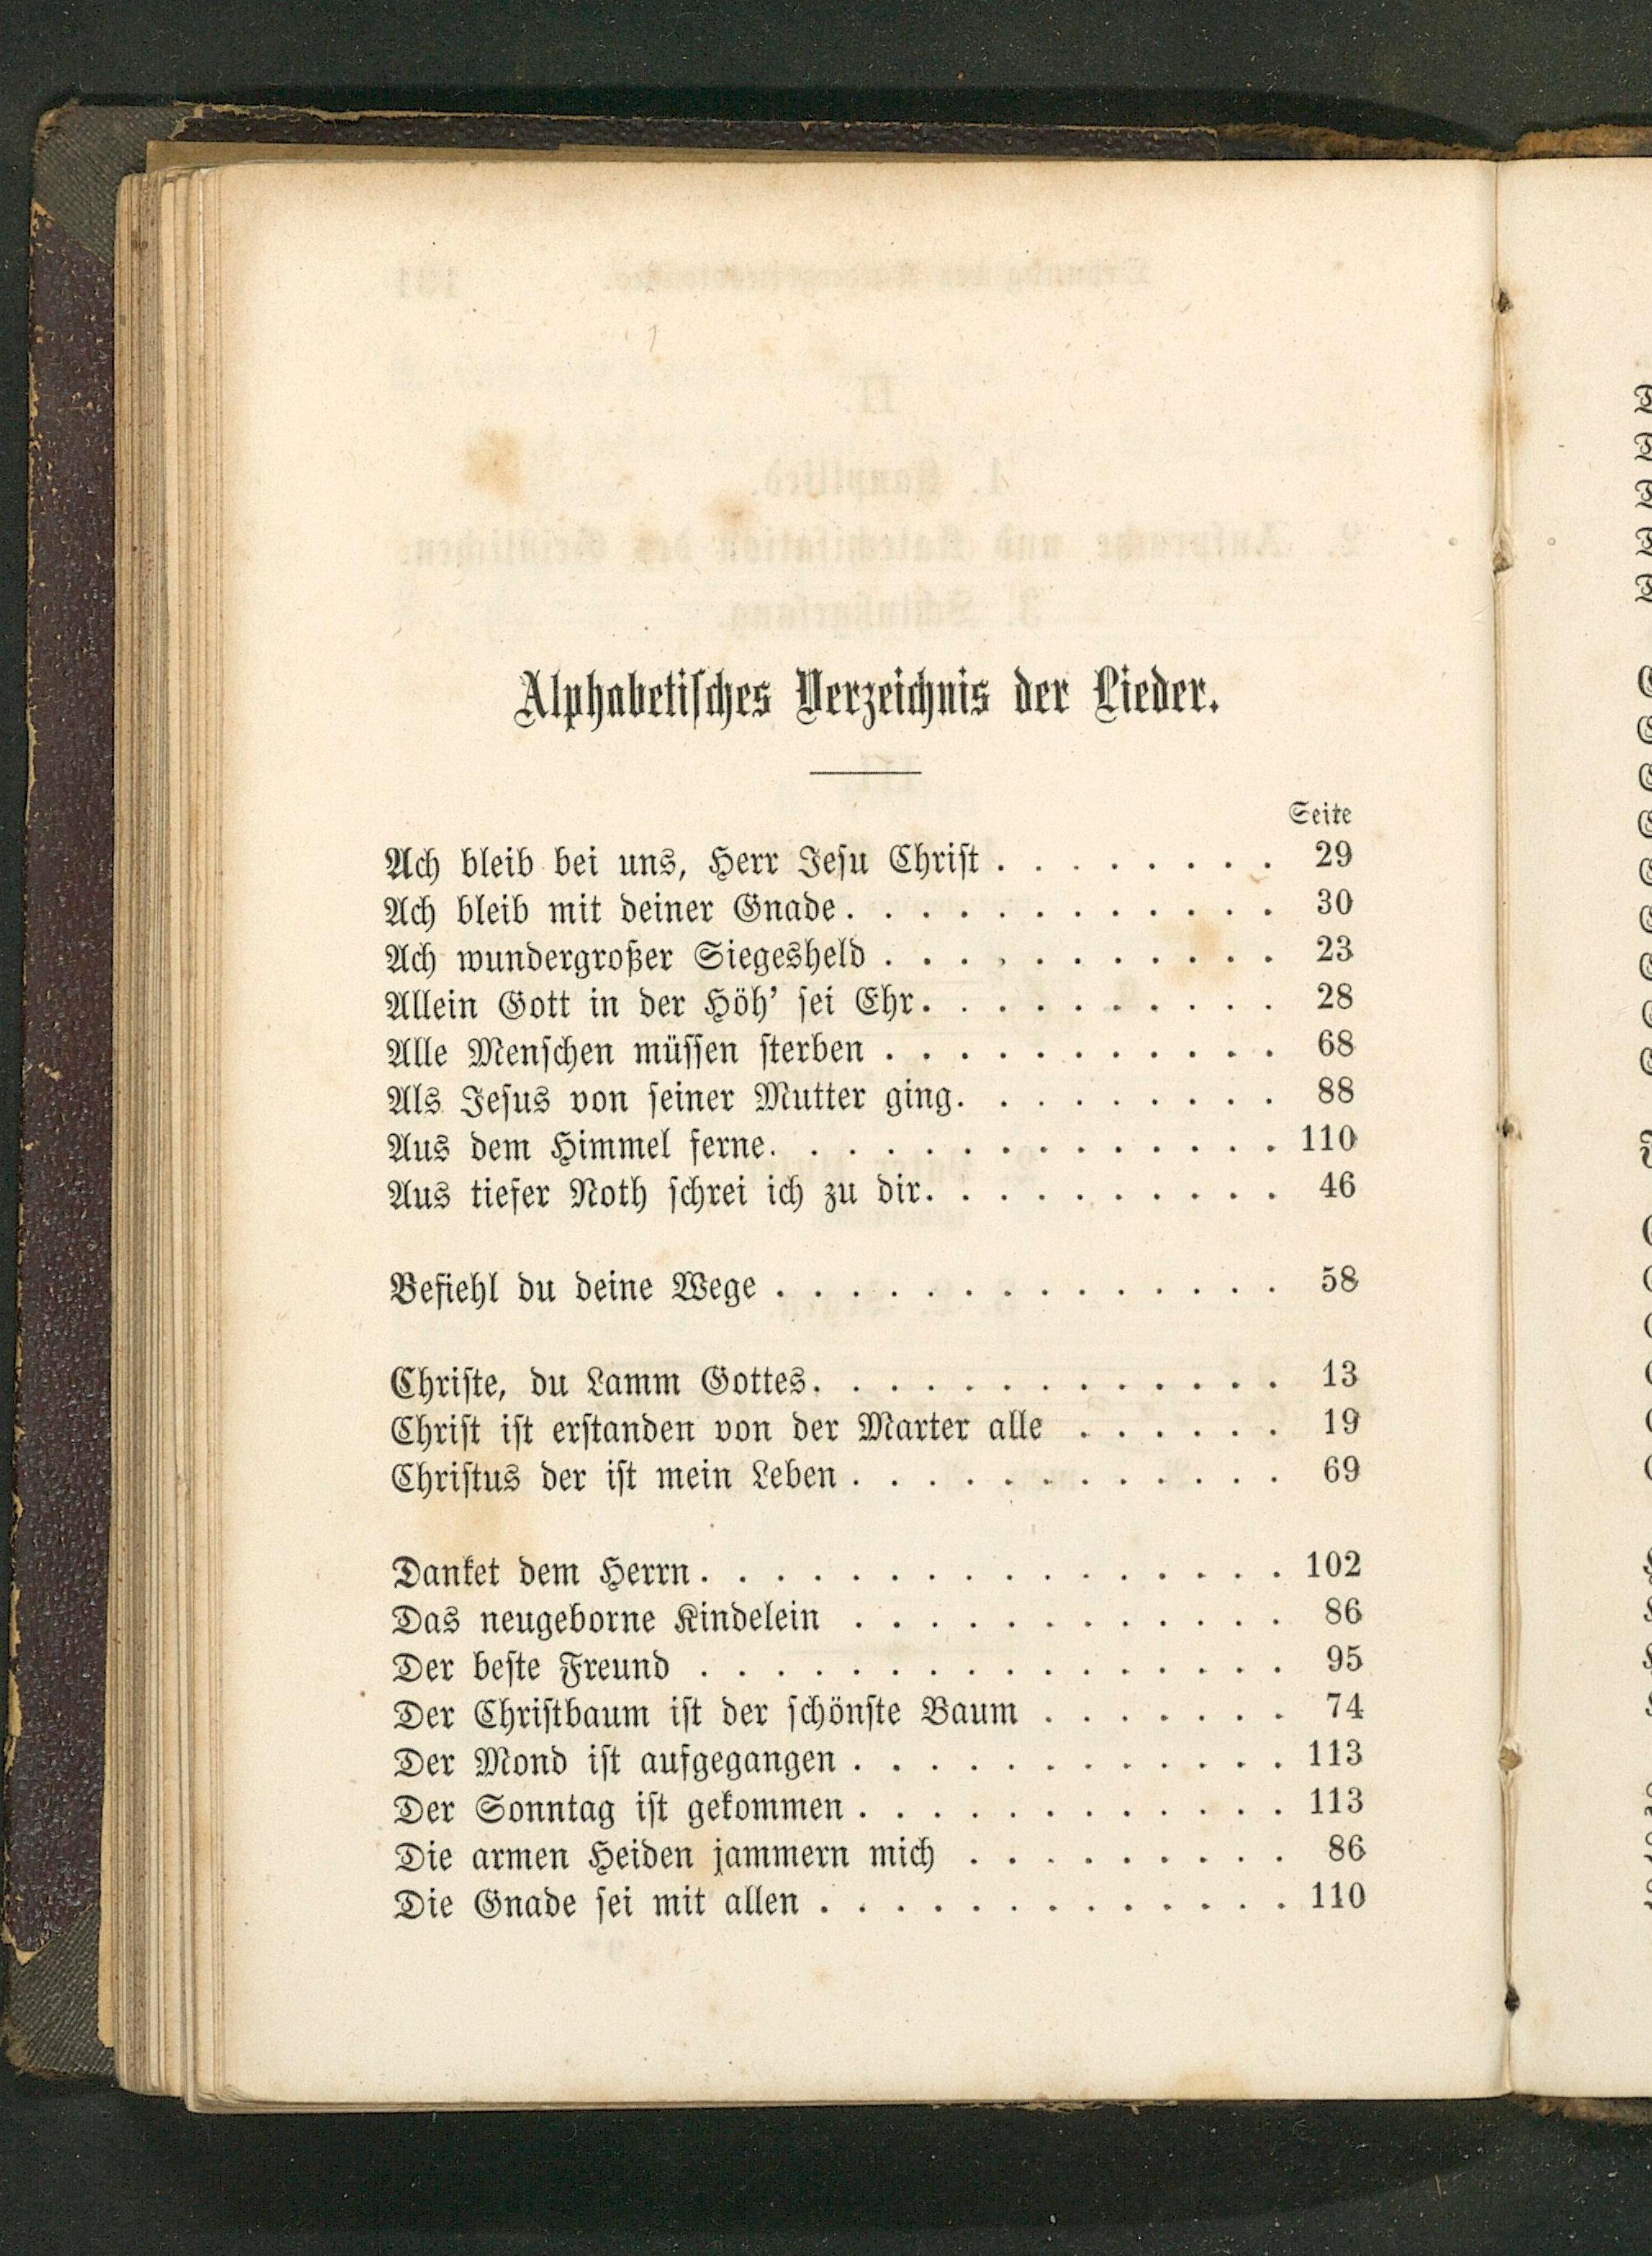 Alphabetisches Verzeichnis der Lieder.
Seite
Ach bleib bei uns, Herr Jesu Christ . . . . . . . . 29
Ach bleib mit deiner Gnade . . . . . . . . . . . . 30
Ach wundergroßer Siegesheld . . . . . . . . . . . 23
Allein Gott in der Höh' sei Ehr . . . . . . . . . . 28
Alle Menschen müssen sterben . . . . . . . . . . . 68
Als Jesus von seiner Mutter ging . . . . . . . . . 88
Aus dem Himmel ferne . . . . . . . . . . . . . . 110
Aus tiefer Noth schrei ich zu dir . . . . . . . . . . 46
Befiehl du deine Wege . . . . . . . . . . . . . . 58
Christe, du Lamm Gottes . . . . . . . . . . . . . 13
Christ ist erstanden von der Marter alle . . . . . . 19
Christus der ist mein Leben . . . . . . . . . . . . 69
Danket dem Herrn . . . . . . . . . . . . . . . . 102
Das neugeborne Kindelein . . . . . . . . . . . . 86
Der beste Freund . . . . . . . . . . . . . . . . 95
Der Christbaum ist der schönste Baum . . . . . . . 74
Der Mond ist aufgegangen . . . . . . . . . . . . 113
Der Sonntag ist gekommen . . . . . . . . . . . . 113
Die armen Heiden jammern mich . . . . . . . . . 86
Die Gnade sei mit allen . . . . . . . . . . . . . 110